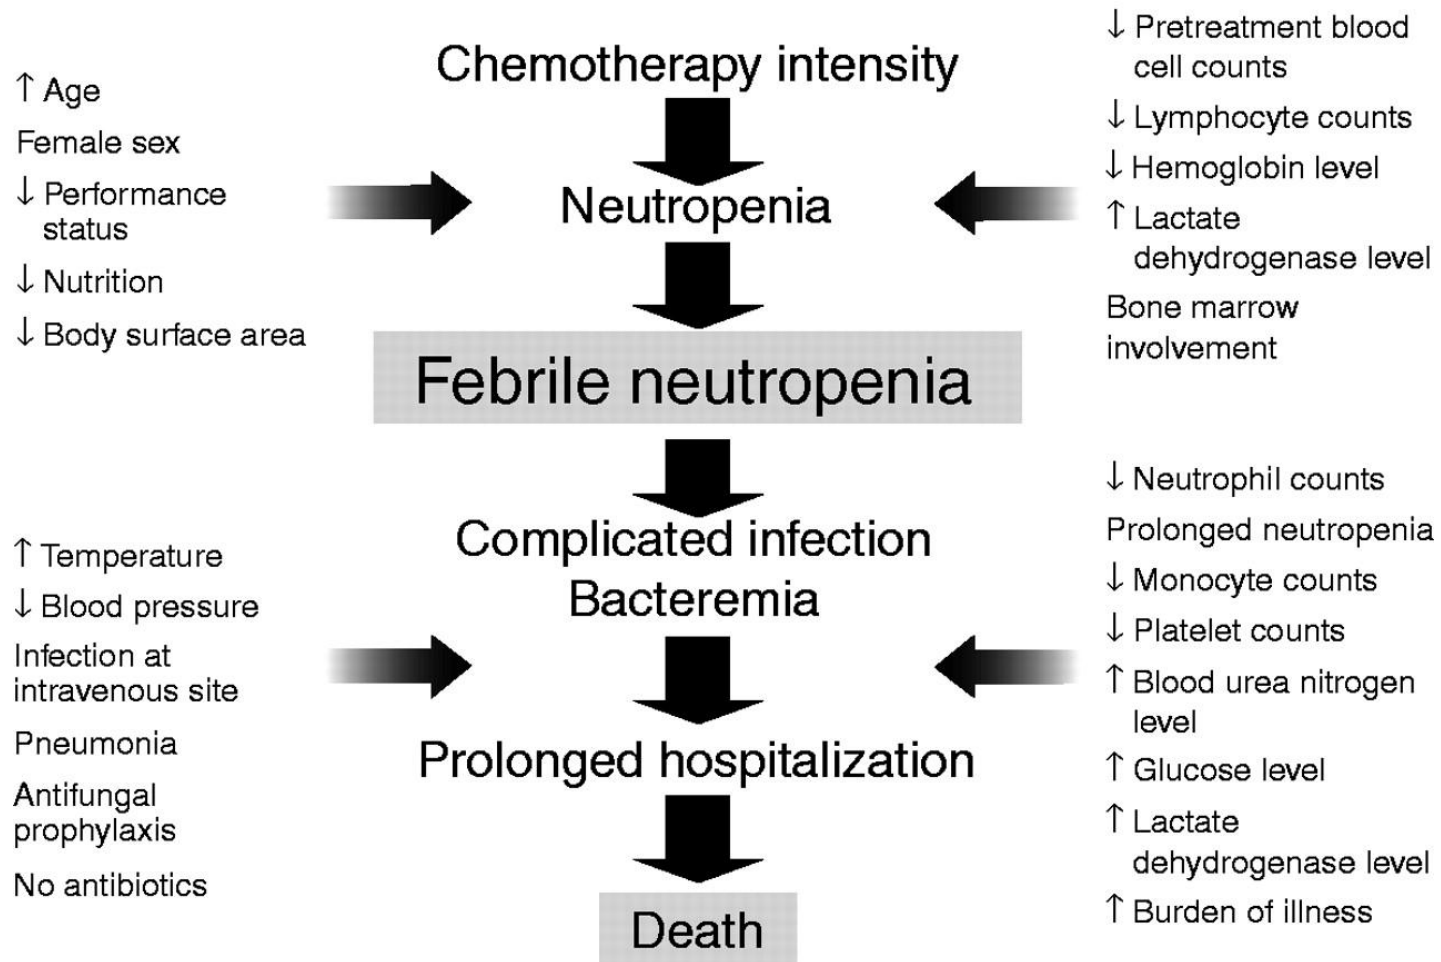 Chemotherapy intensity
Neutropenia
Febrile neutropenia
Complicated infection
Bacteremia
Prolonged hospitalization
Death
↑ Age
Female sex
↓ Performance
status
↓ Nutrition
↓ Body surface area
↓ Pretreatment blood
cell counts
↓ Lymphocyte counts
↓ Hemoglobin level
↑ Lactate
dehydrogenase level
Bone marrow
involvement
↑ Temperature
↓ Blood pressure
Infection at
intravenous site
Pneumonia
Antifungal
prophylaxis
No antibiotics
↓ Neutrophil counts
Prolonged neutropenia
↓ Monocyte counts
↓ Platelet counts
↑ Blood urea nitrogen
level
↑ Glucose level
↑ Lactate
dehydrogenase level
↑ Burden of illness